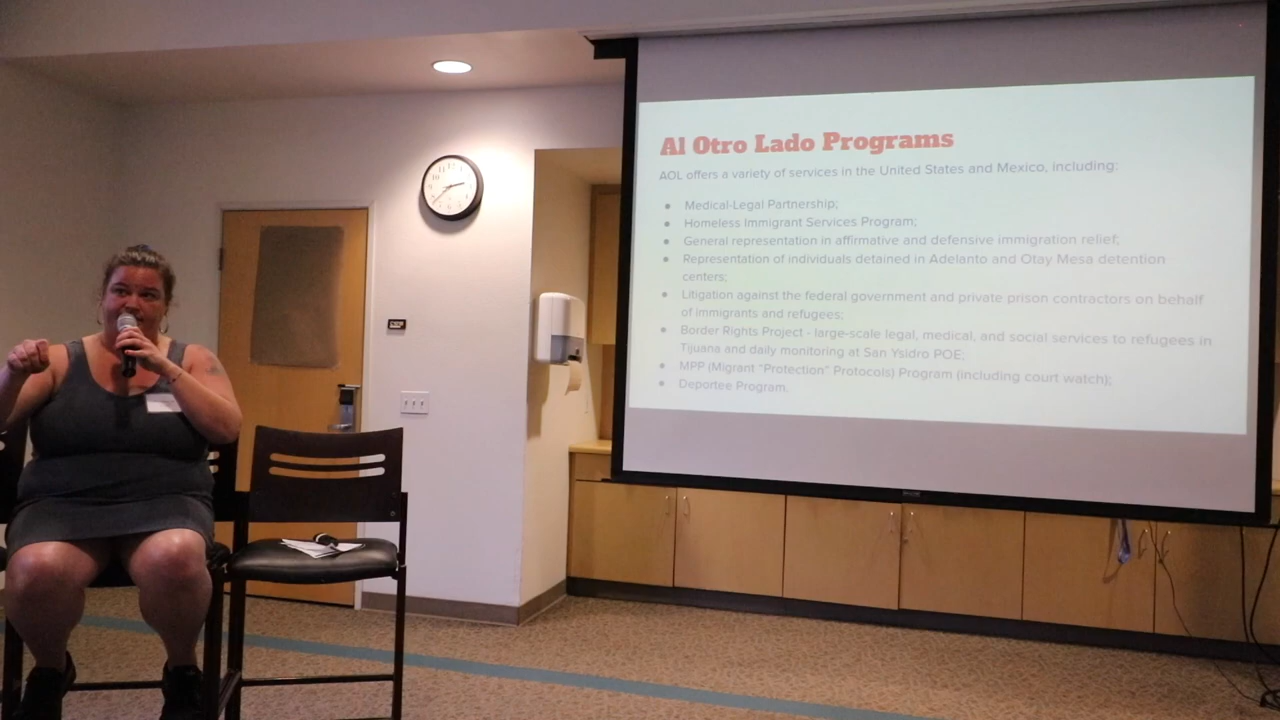 Al Otro Lado Programs
AOL offers a variety of services in the United States and Mexico, including:
● Medical-Legal Partnership;
● Homeless Immigrant Services Program;
● General representation in affirmative and defensive immigration relief;
● Representation of individuals detained in Adelanto and Otay Mesa detention
centers;
● Litigation against the federal government and private prison contractors on behalf
of immigrants and refugees;
● Border Rights Project - large-scale legal, medical, and social services to refugees in
Tijuana and daily monitoring at San Ysidro POE;
● MPP (Migrant "Protection" Protocols) Program (including court watch);
● Deportee Program.